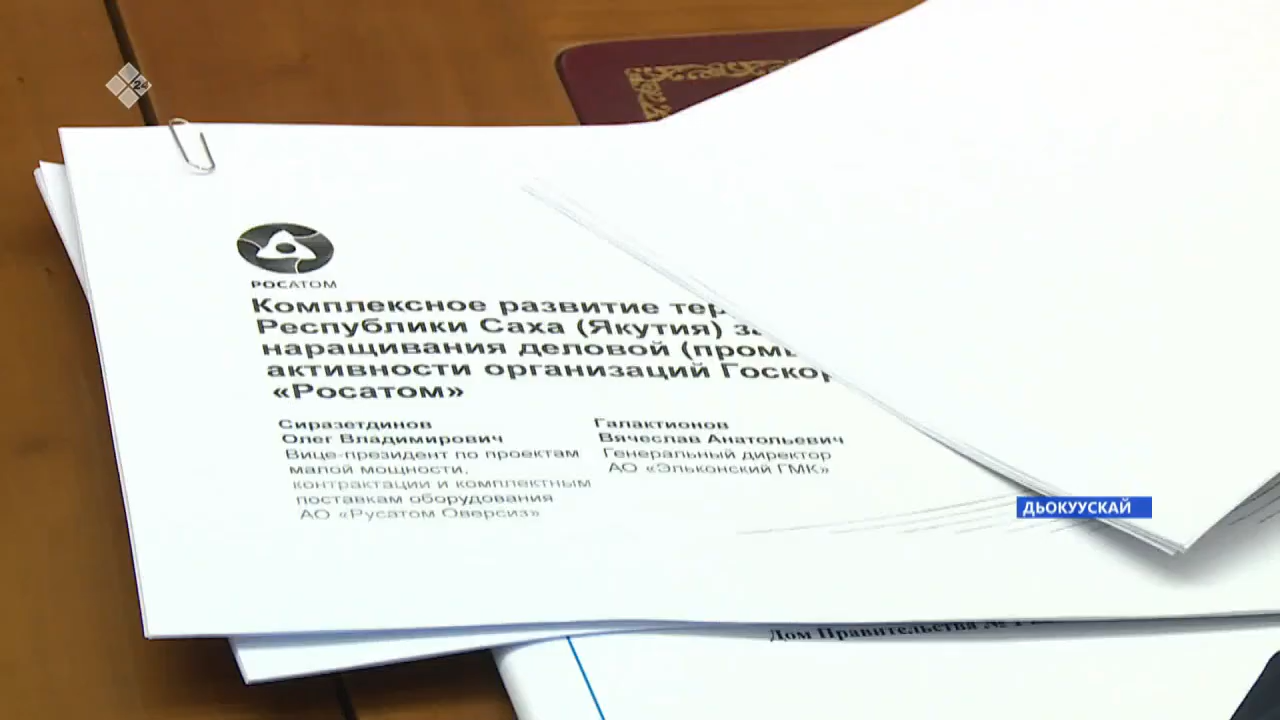 24
РОСАТОМ
Комплексное развитие тер
Республики Саха (Якутия) за
наращивания деловой (пром
активности организаций Госкор
«Росатом»
Сиразетдинов
Олег Владимирович
Вице-президент по проектам
малой мощности,
контрактации и комплектным
поставкам оборудования
АО «Русатом Оверсиз»
Галактионов
Вячеслав Анатольевич
Генеральный директор
АО «Эльконский ГМК»
ДЬОКУУСКАЙ
Дом Правительства №